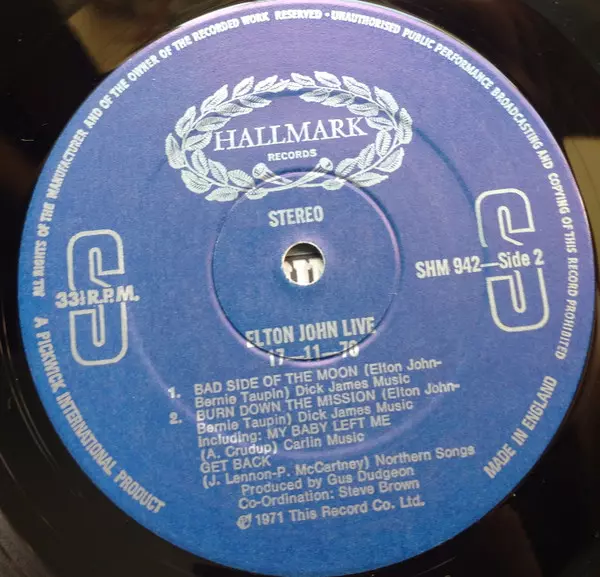 ALL RIGHTS OF THE MANUFACTURER AND OF THE OWNER OF THE RECORDED WORK RESERVED - UNAUTHORISED PUBLIC PERFORMANCE BROADCASTING AND COPYING OF THIS RECORD PROHIBITED
HALLMARK
RECORDS
STEREO
S
33⅓ R.P.M.
S
SHM 942—Side 2
ELTON JOHN LIVE
17—11—70
1. BAD SIDE OF THE MOON (Elton John-
Bernie Taupin) Dick James Music
2. BURN DOWN THE MISSION (Elton John-
Bernie Taupin) Dick James Music
Including: MY BABY LEFT ME
(A. Crudup) Carlin Music
GET BACK
(J. Lennon-P. McCartney) Northern Songs
Produced by Gus Dudgeon
Co-Ordination: Steve Brown
℗1971 This Record Co. Ltd.
A PICKWICK INTERNATIONAL PRODUCT
MADE IN ENGLAND